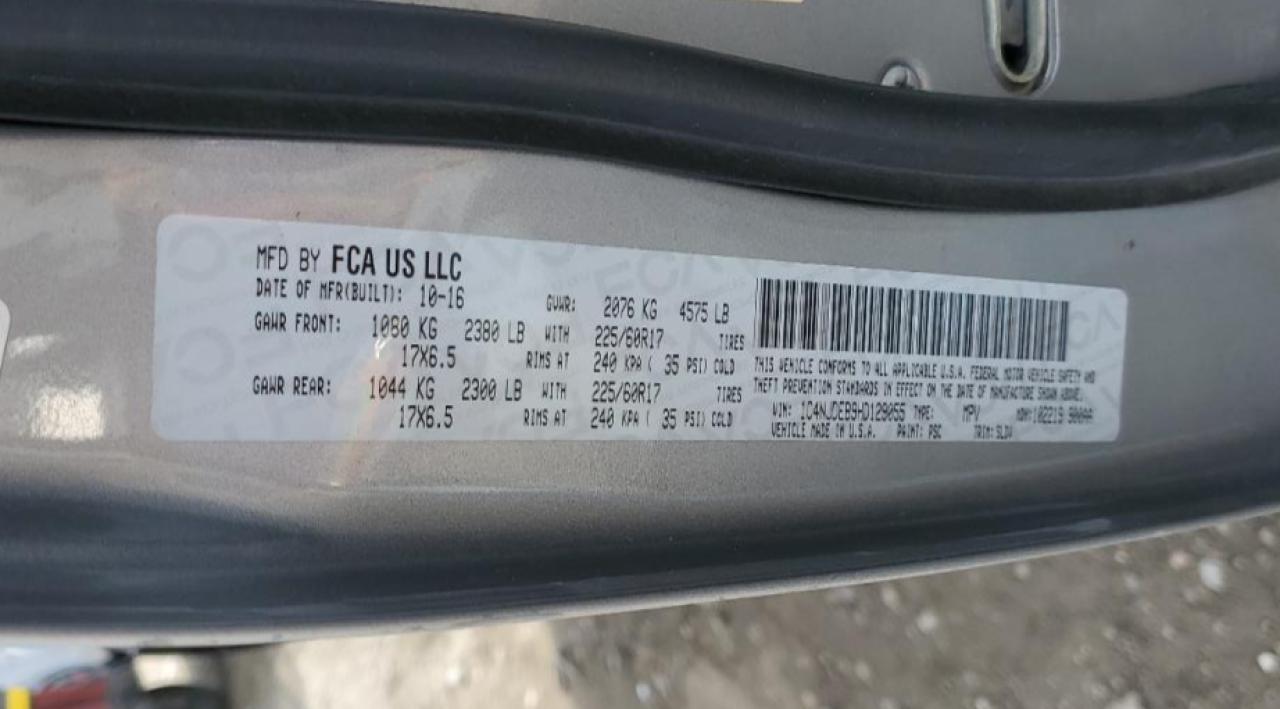 MFD BY FCA US LLC
DATE OF MFR(BUILT): 10-16 GVWR: 2076 KG 4575 LB
GAWR FRONT: 1080 KG 2380 LB WITH 225/60R17 TIRES
17X6.5 RIMS AT 240 KPA ( 35 PSI) COLD
GAWR REAR: 1044 KG 2300 LB WITH 225/60R17 TIRES
17X6.5 RIMS AT 240 KPA ( 35 PSI) COLD
THIS VEHICLE CONFORMS TO ALL APPLICABLE U.S.A. FEDERAL MOTOR VEHICLE SAFETY AND
THEFT PREVENTION STANDARDS IN EFFECT ON THE DATE OF MANUFACTURE SHOWN ABOVE.
VIN: 1C4NJDEB9HD129055 TYPE: MPV MDH:102219
VEHICLE MADE IN U.S.A. PAINT: PSC TRIM: